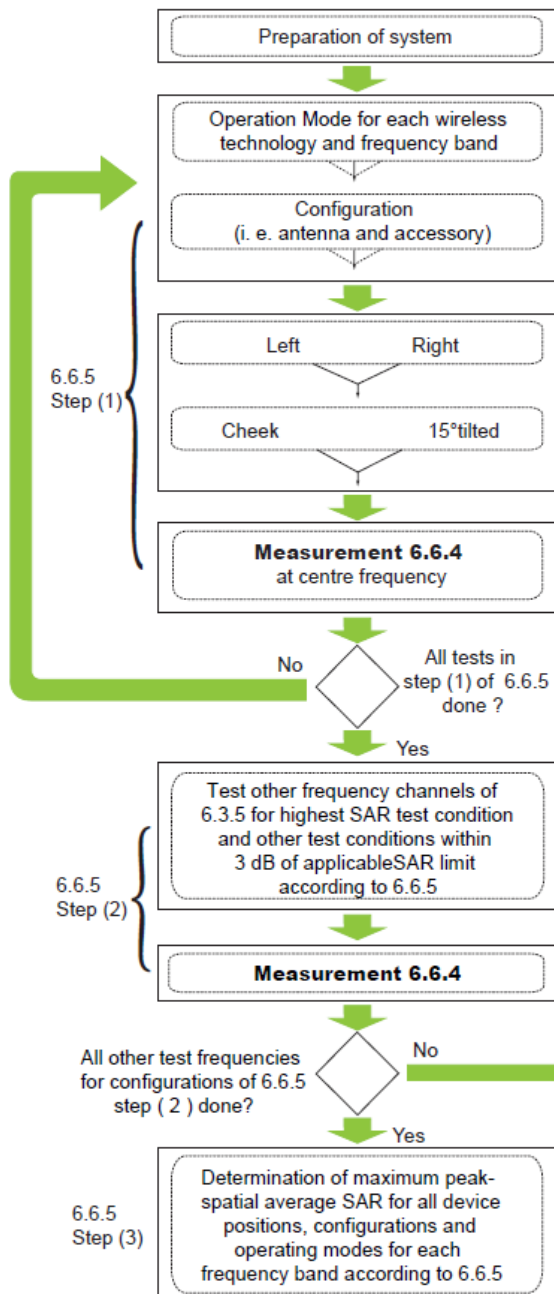 Preparation of system
Operation Mode for each wireless
technology and frequency band
Configuration
(i. e. antenna and accessory)
6.6.5
Step (1)
Left Right
Cheek 15°tilted
Measurement 6.6.4
at centre frequency
No
All tests in
step (1) of 6.6.5
done ?
Yes
Test other frequency channels of
6.3.5 for highest SAR test condition
and other test conditions within
3 dB of applicableSAR limit
according to 6.6.5
6.6.5
Step (2)
Measurement 6.6.4
All other test frequencies
for configurations of 6.6.5
step ( 2 ) done?
No
Yes
6.6.5
Step (3)
Determination of maximum peak-
spatial average SAR for all device
positions, configurations and
operating modes for each
frequency band according to 6.6.5